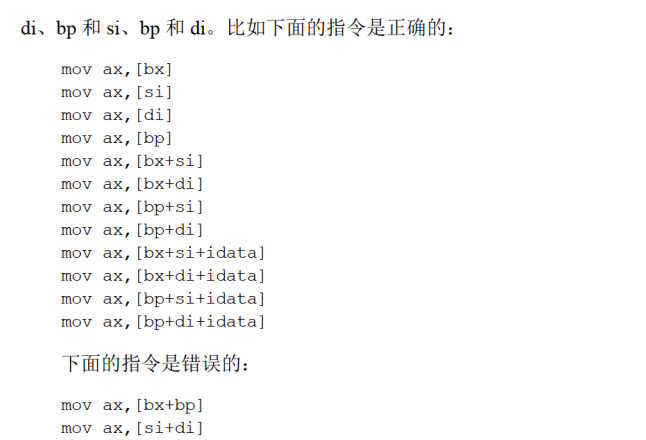 di、bp 和 si、bp 和 di。比如下面的指令是正确的：
mov ax,[bx]
mov ax,[si]
mov ax,[di]
mov ax,[bp]
mov ax,[bx+si]
mov ax,[bx+di]
mov ax,[bp+si]
mov ax,[bp+di]
mov ax,[bx+si+idata]
mov ax,[bx+di+idata]
mov ax,[bp+si+idata]
mov ax,[bp+di+idata]
下面的指令是错误的：
mov ax,[bx+bp]
mov ax,[si+di]